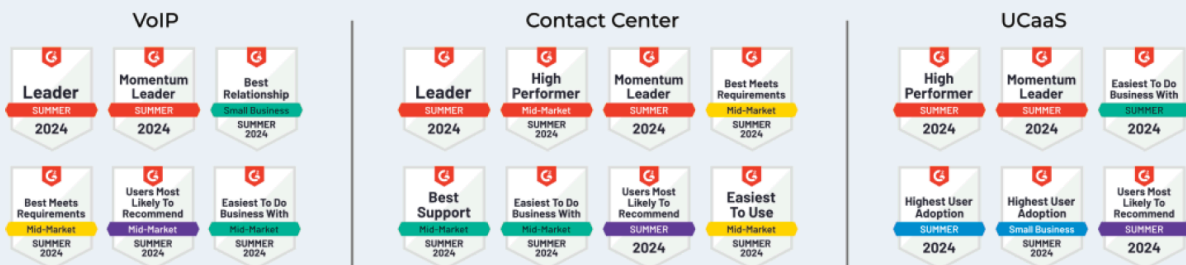 VoIP
Leader
SUMMER
2024
Momentum
Leader
SUMMER
2024
Best
Relationship
Small Business
SUMMER
2024
Best Meets
Requirements
Mid-Market
SUMMER
2024
Users Most
Likely To
Recommend
Mid-Market
SUMMER
2024
Easiest To Do
Business With
Mid-Market
SUMMER
2024
Contact Center
Leader
SUMMER
2024
High
Performer
Mid-Market
SUMMER
2024
Momentum
Leader
SUMMER
2024
Best Meets
Requirements
Mid-Market
SUMMER
2024
Best
Support
Mid-Market
SUMMER
2024
Easiest To Do
Business With
Mid-Market
SUMMER
2024
Users Most
Likely To
Recommend
SUMMER
2024
Easiest
To Use
Mid-Market
SUMMER
2024
UCaaS
High
Performer
SUMMER
2024
Momentum
Leader
SUMMER
2024
Easiest To Do
Business With
SUMMER
2024
Highest User
Adoption
SUMMER
2024
Highest User
Adoption
Small Business
SUMMER
2024
Users Most
Likely To
Recommend
SUMMER
2024